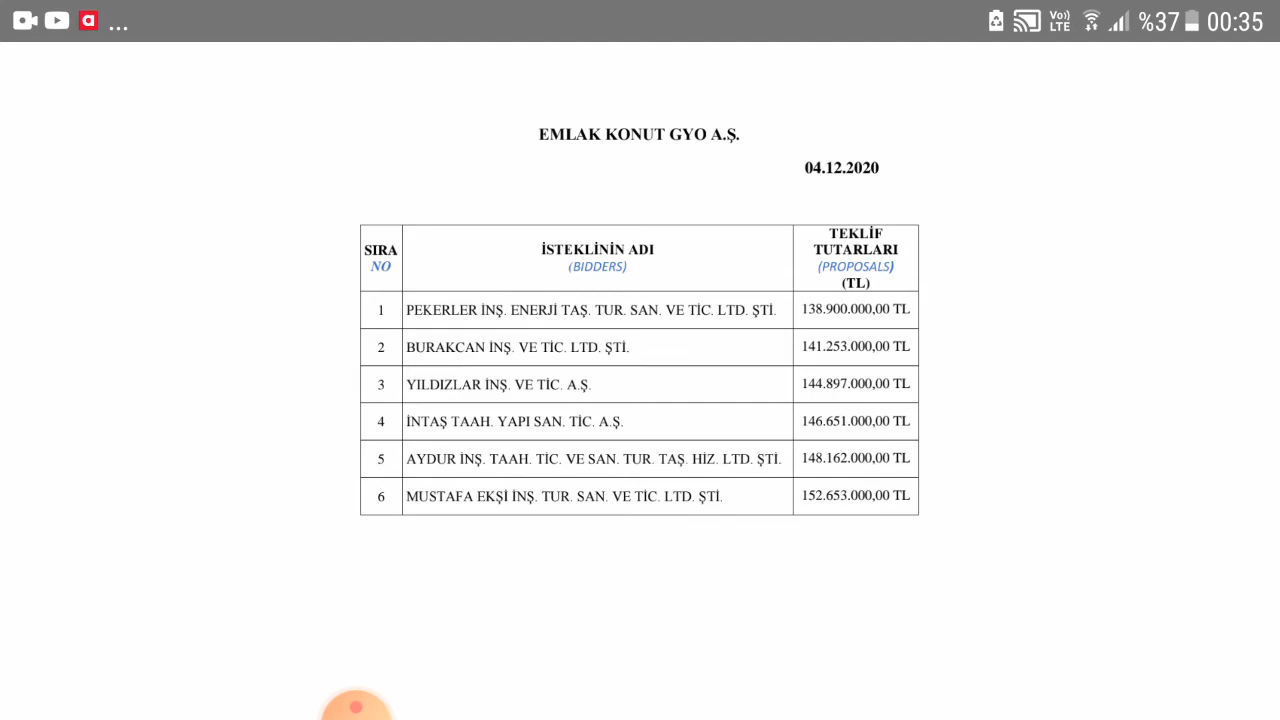 ...
Vo))
LTE
%37
00:35
EMLAK KONUT GYO A.Ş.
04.12.2020
SIRA
NO
İSTEKLİNİN ADI
(BIDDERS)
TEKLİF
TUTARLARI
(PROPOSALS)
(TL)
1 PEKERLER İNŞ. ENERJİ TAŞ. TUR. SAN. VE TİC. LTD. ŞTİ. 138.900.000,00 TL
2 BURAKCAN İNŞ. VE TİC. LTD. ŞTİ. 141.253.000,00 TL
3 YILDIZLAR İNŞ. VE TİC. A.Ş. 144.897.000,00 TL
4 İNTAŞ TAAH. YAPI SAN. TİC. A.Ş. 146.651.000,00 TL
5 AYDUR İNŞ. TAAH. TİC. VE SAN. TUR. TAŞ. HİZ. LTD. ŞTİ. 148.162.000,00 TL
6 MUSTAFA EKŞİ İNŞ. TUR. SAN. VE TİC. LTD. ŞTİ. 152.653.000,00 TL